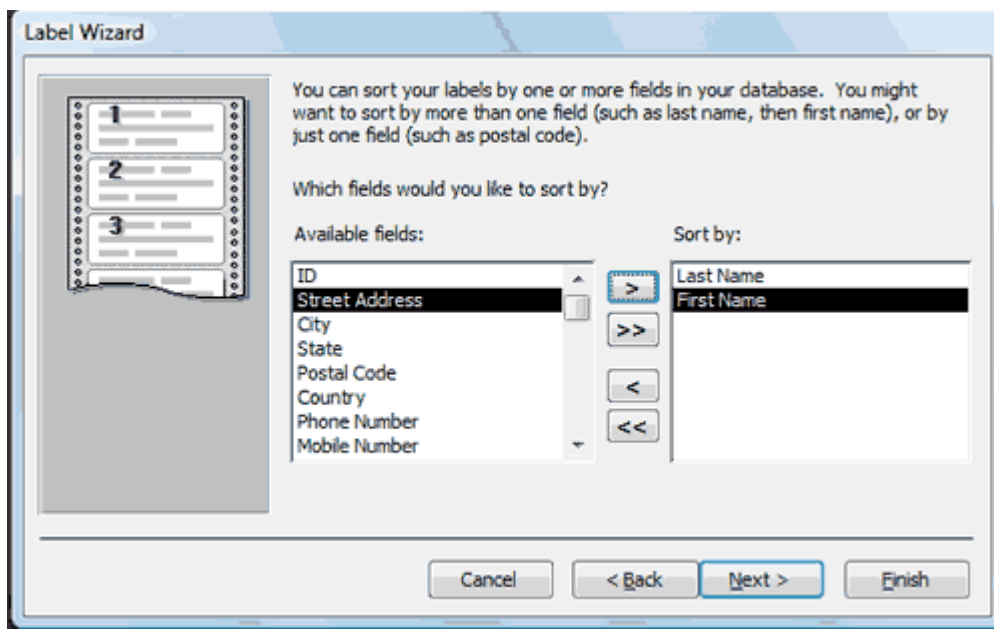 Label Wizard
You can sort your labels by one or more fields in your database. You might
want to sort by more than one field (such as last name, then first name), or by
just one field (such as postal code).
Which fields would you like to sort by?
Available fields:
Sort by:
1
2
3
ID
Street Address
City
State
Postal Code
Country
Phone Number
Mobile Number
>
>>
<
<<
Last Name
First Name
Cancel
< Back
Next >
Finish